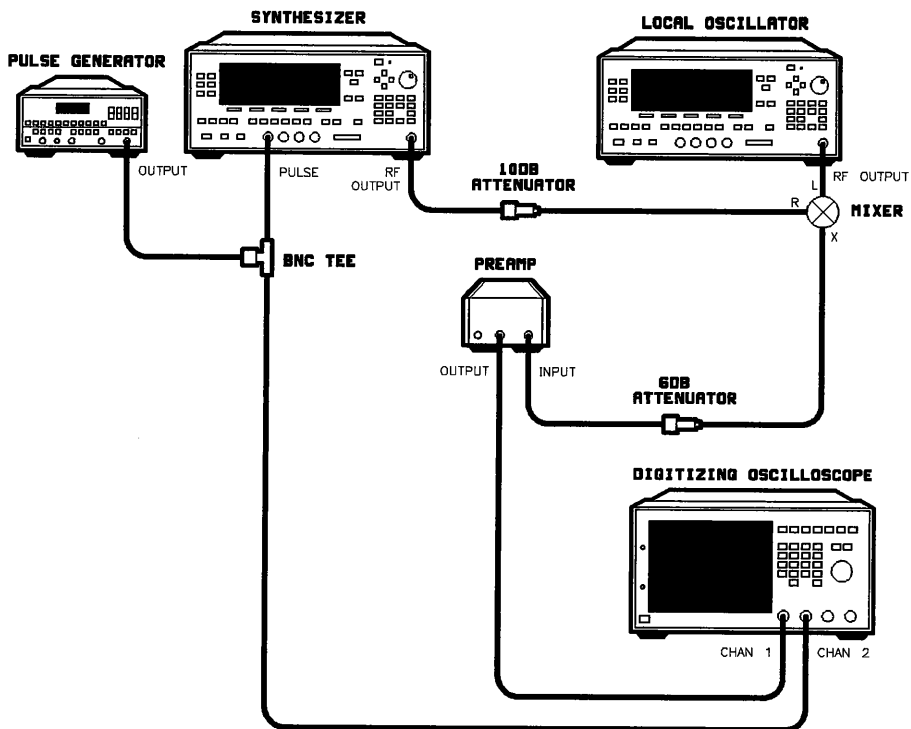 SYNTHESIZER
LOCAL OSCILLATOR
PULSE GENERATOR
8888
OUTPUT
PULSE
RF
OUTPUT
10DB
ATTENUATOR
L
RF OUTPUT
R
MIXER
X
BNC TEE
PREAMP
OUTPUT
INPUT
6DB
ATTENUATOR
DIGITIZING OSCILLOSCOPE
CHAN 1
CHAN 2